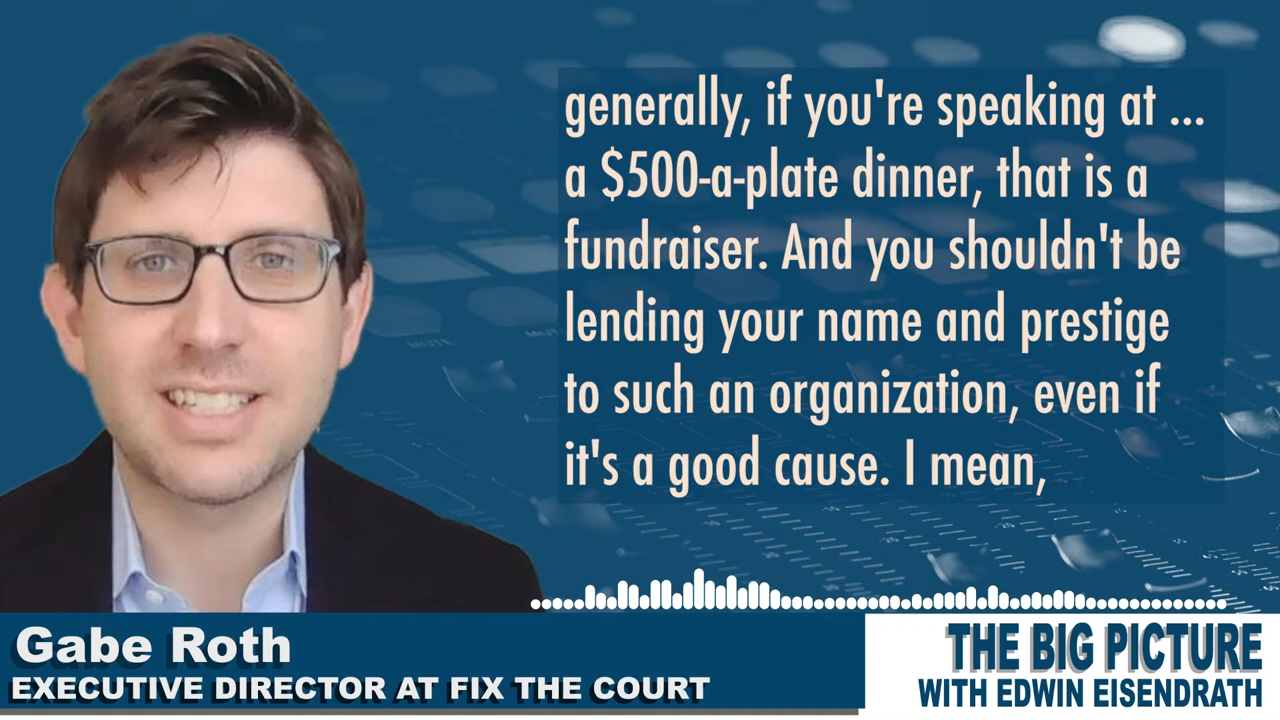 generally, if you're speaking at ...
a $500-a-plate dinner, that is a
fundraiser. And you shouldn't be
lending your name and prestige
to such an organization, even if
it's a good cause. I mean,
MUTE
Gabe Roth
EXECUTIVE DIRECTOR AT FIX THE COURT
THE BIG PICTURE
WITH EDWIN EISENDRATH